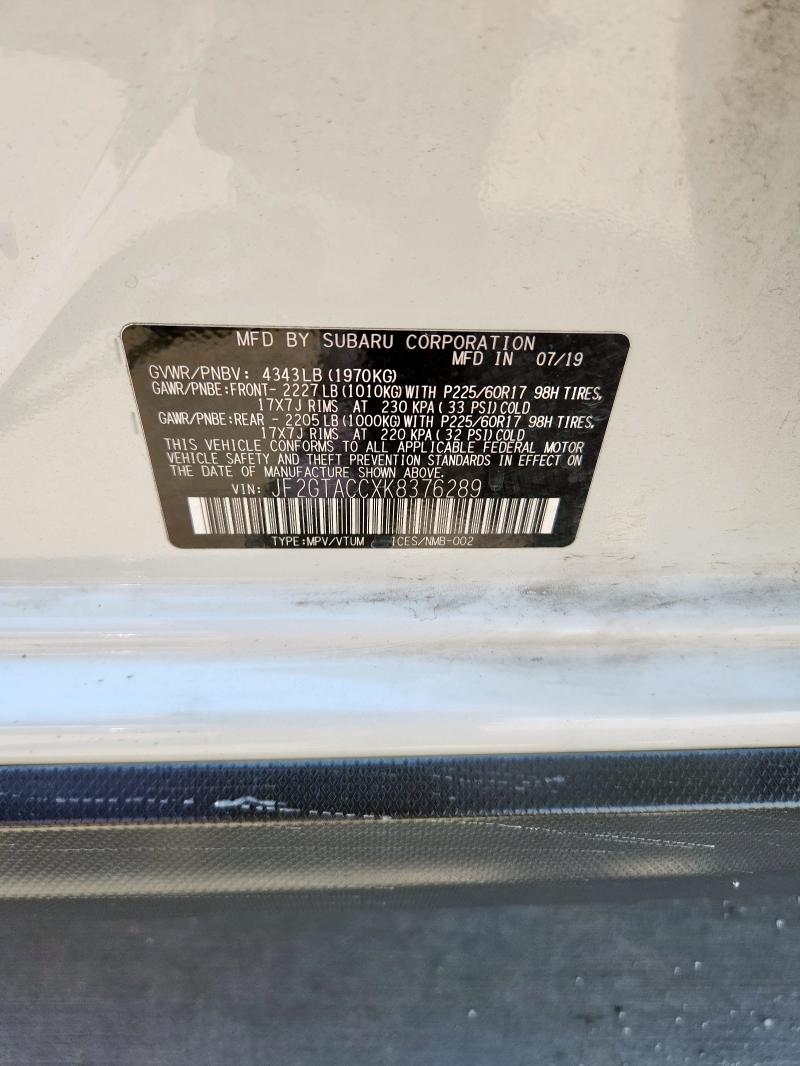 MFD BY SUBARU CORPORATION
MFD IN 07/19
GVWR/PNBV: 4343LB (1970KG)
GAWR/PNBE:FRONT- 2227 LB (1010KG) WITH P225/60R17 98H TIRES,
17X7J RIMS AT 230 KPA (33 PSI) COLD
GAWR/PNBE:REAR - 2205 LB (1000KG) WITH P225/60R17 98H TIRES,
17X7J RIMS AT 220 KPA (32 PSI) COLD
THIS VEHICLE CONFORMS TO ALL APPLICABLE FEDERAL MOTOR
VEHICLE SAFETY AND THEFT PREVENTION STANDARDS IN EFFECT ON
THE DATE OF MANUFACTURE SHOWN ABOVE.
VIN: JF2GTACCXK8376289
TYPE:MPV/VTUM ICES/NMB-002